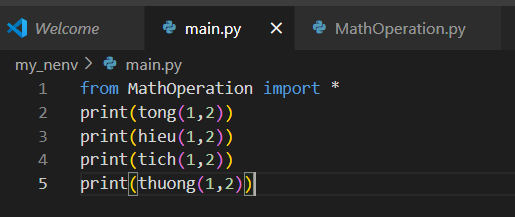 Welcome main.py × MathOperation.py
my_nenv > main.py
1 from MathOperation import *
2 print(tong(1,2))
3 print(hieu(1,2))
4 print(tich(1,2))
5 print(thuong(1,2))